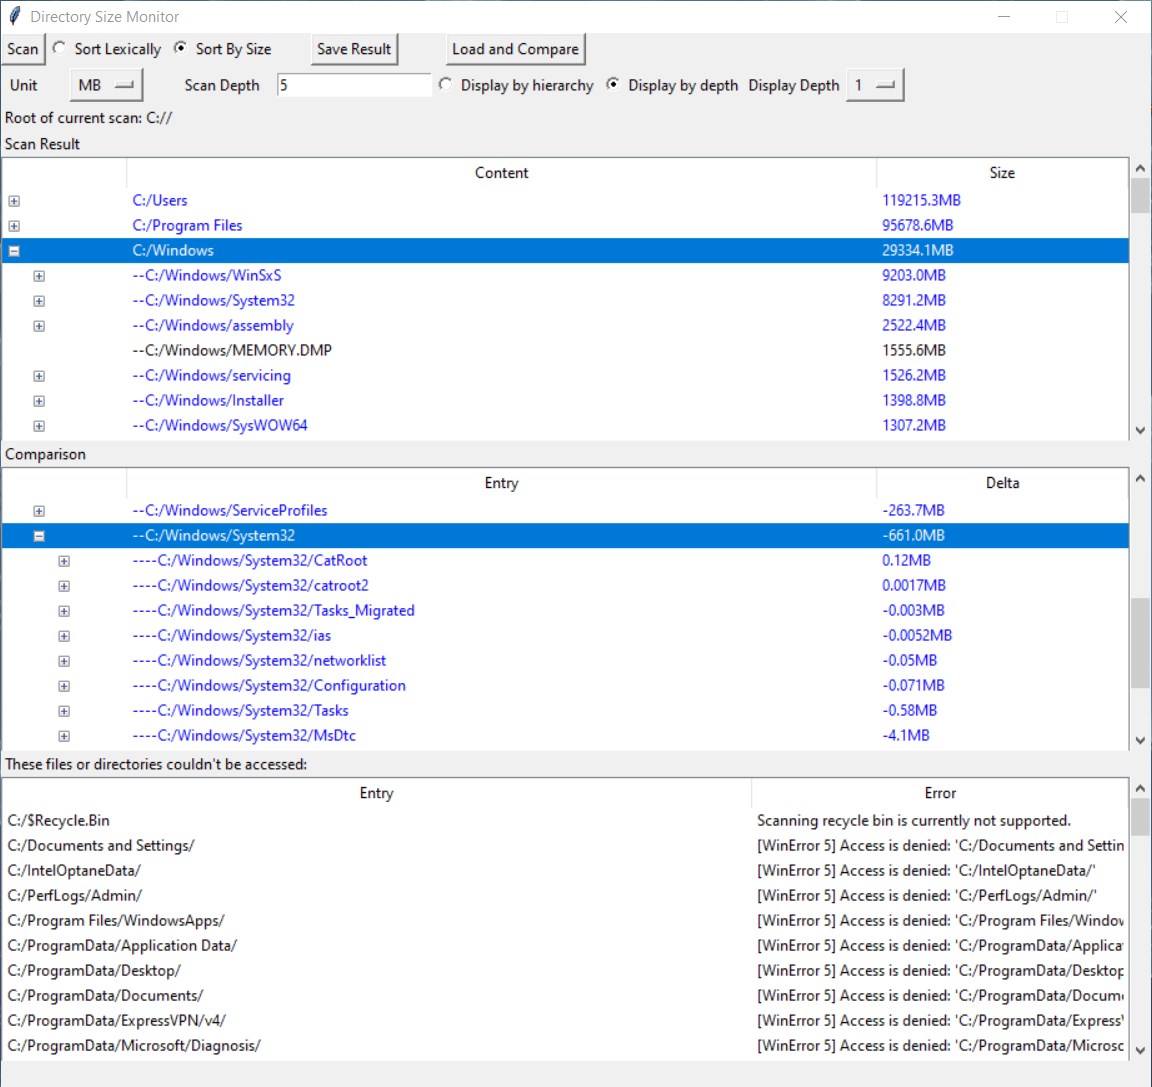 Directory Size Monitor
Scan Sort Lexically Sort By Size Save Result Load and Compare
Unit MB Scan Depth 5 Display by hierarchy Display by depth Display Depth 1
Root of current scan: C://
Scan Result
Content Size
C:/Users 119215.3MB
C:/Program Files 95678.6MB
C:/Windows 29334.1MB
--C:/Windows/WinSxS 9203.0MB
--C:/Windows/System32 8291.2MB
--C:/Windows/assembly 2522.4MB
--C:/Windows/MEMORY.DMP 1555.6MB
--C:/Windows/servicing 1526.2MB
--C:/Windows/Installer 1398.8MB
--C:/Windows/SysWOW64 1307.2MB
Comparison
Entry Delta
--C:/Windows/ServiceProfiles -263.7MB
--C:/Windows/System32 -661.0MB
----C:/Windows/System32/CatRoot 0.12MB
----C:/Windows/System32/catroot2 0.0017MB
----C:/Windows/System32/Tasks_Migrated -0.003MB
----C:/Windows/System32/ias -0.0052MB
----C:/Windows/System32/networklist -0.05MB
----C:/Windows/System32/Configuration -0.071MB
----C:/Windows/System32/Tasks -0.58MB
----C:/Windows/System32/MsDtc -4.1MB
These files or directories couldn't be accessed:
Entry Error
C:/$Recycle.Bin Scanning recycle bin is currently not supported.
C:/Documents and Settings/ [WinError 5] Access is denied: 'C:/Documents and Settin
C:/IntelOptaneData/ [WinError 5] Access is denied: 'C:/IntelOptaneData/'
C:/PerfLogs/Admin/ [WinError 5] Access is denied: 'C:/PerfLogs/Admin/'
C:/Program Files/WindowsApps/ [WinError 5] Access is denied: 'C:/Program Files/Window
C:/ProgramData/Application Data/ [WinError 5] Access is denied: 'C:/ProgramData/Applica
C:/ProgramData/Desktop/ [WinError 5] Access is denied: 'C:/ProgramData/Desktop
C:/ProgramData/Documents/ [WinError 5] Access is denied: 'C:/ProgramData/Docum
C:/ProgramData/ExpressVPN/v4/ [WinError 5] Access is denied: 'C:/ProgramData/Express
C:/ProgramData/Microsoft/Diagnosis/ [WinError 5] Access is denied: 'C:/ProgramData/Microsc